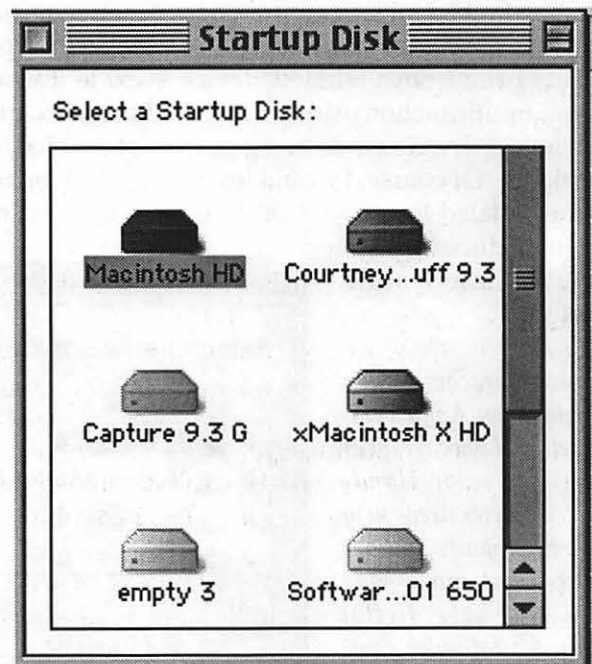 Startup Disk
Select a Startup Disk:
Macintosh HD
Courtney...uff 9.3
Capture 9.3 G
xMacintosh X HD
empty 3
Softwar...01 650